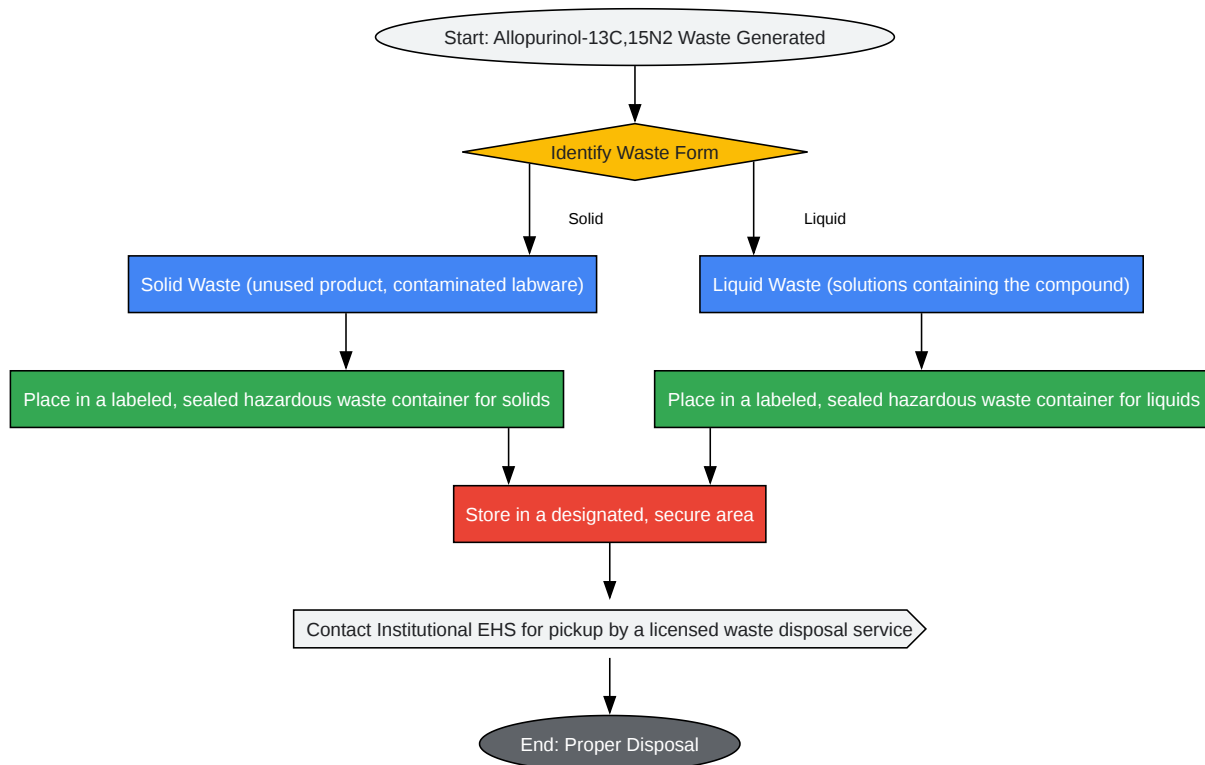 Start: Allopurinol-13C,15N2 Waste Generated
Identify Waste Form
Solid
Liquid
Solid Waste (unused product, contaminated labware)
Liquid Waste (solutions containing the compound)
Place in a labeled, sealed hazardous waste container for solids
Place in a labeled, sealed hazardous waste container for liquids
Store in a designated, secure area
Contact Institutional EHS for pickup by a licensed waste disposal service
End: Proper Disposal